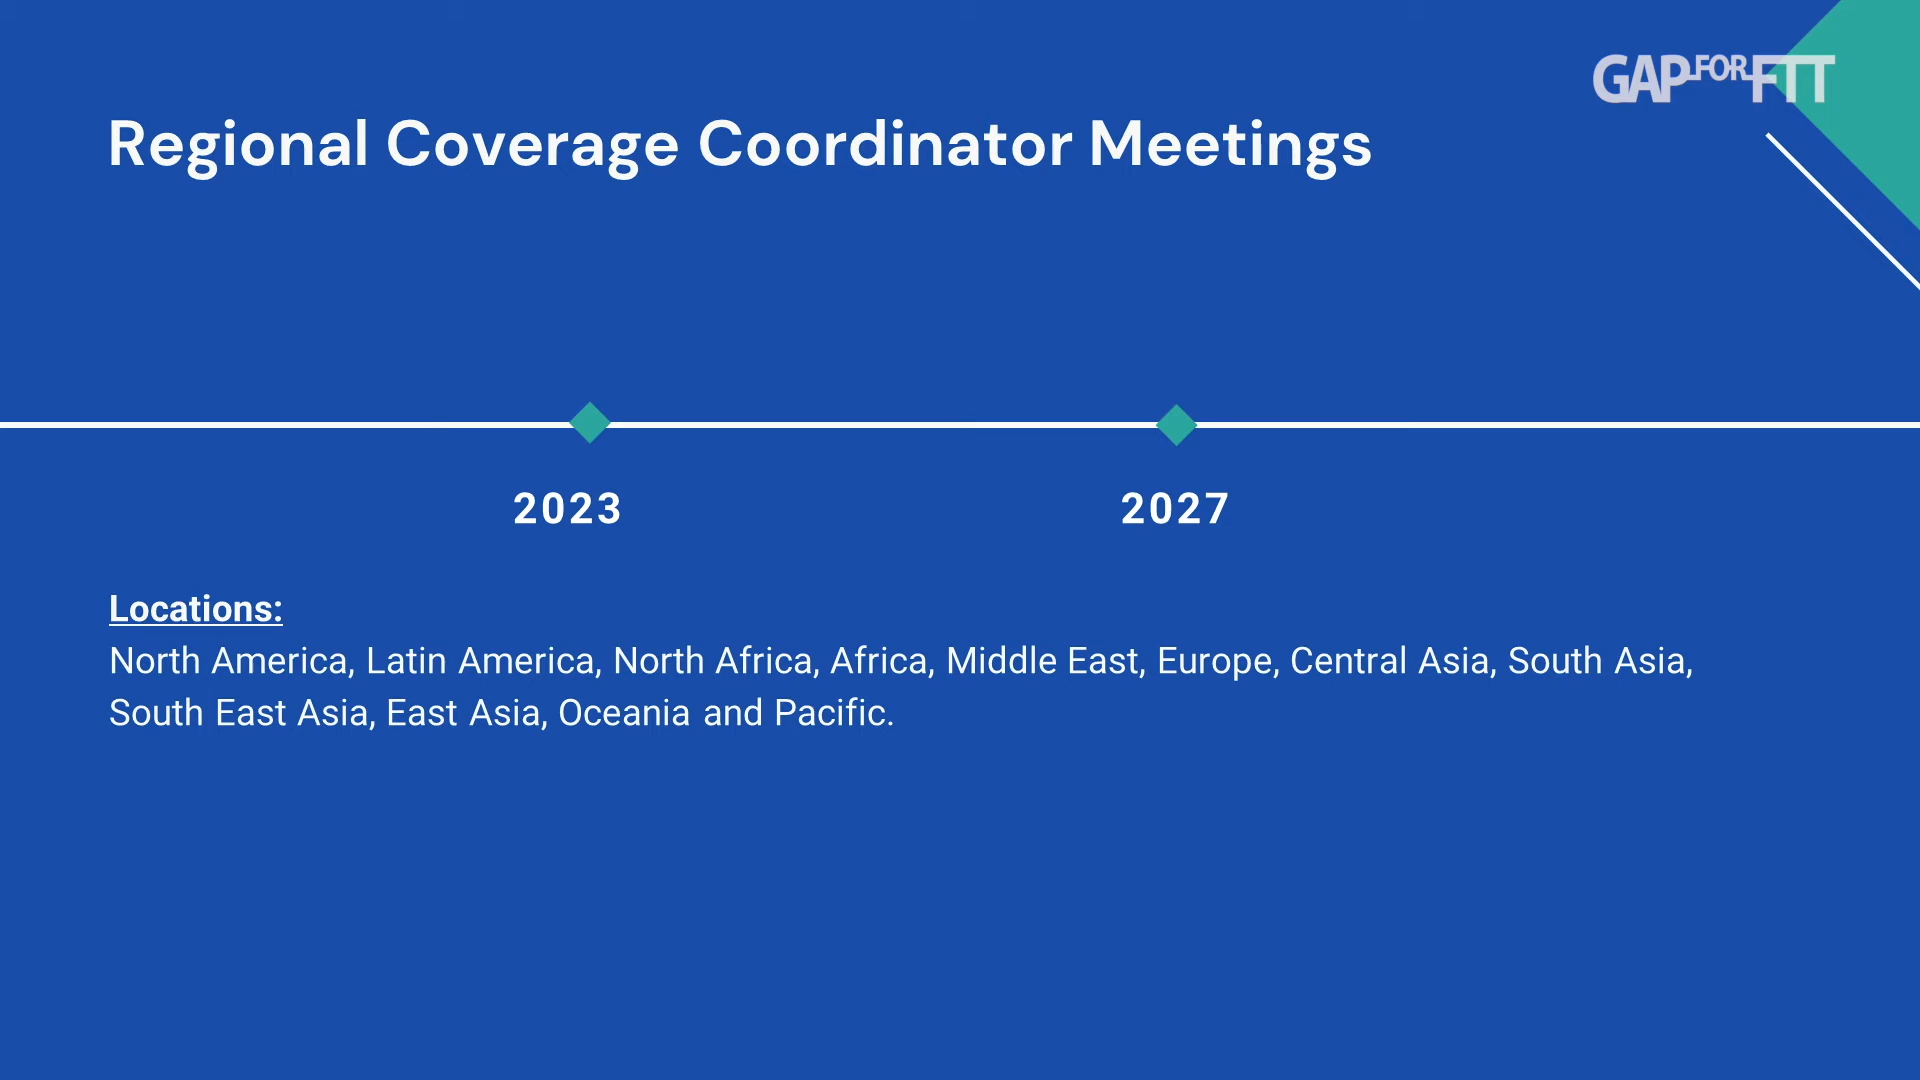 GAP FOR FTT
Regional Coverage Coordinator Meetings
2023
2027
Locations:
North America, Latin America, North Africa, Africa, Middle East, Europe, Central Asia, South Asia,
South East Asia, East Asia, Oceania and Pacific.